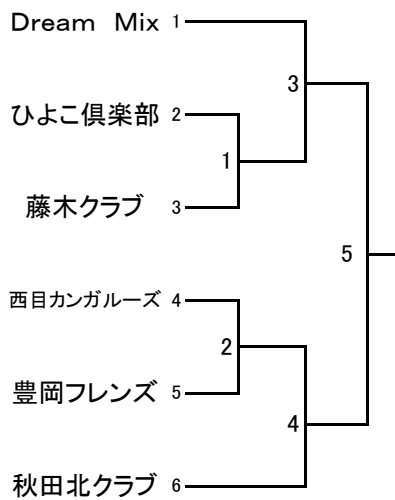 Dream Mix 1
3
ひよこ倶楽部 2
1
藤木クラブ 3
5
西目カンガルーズ 4
2
豊岡フレンズ 5
4
秋田北クラブ 6